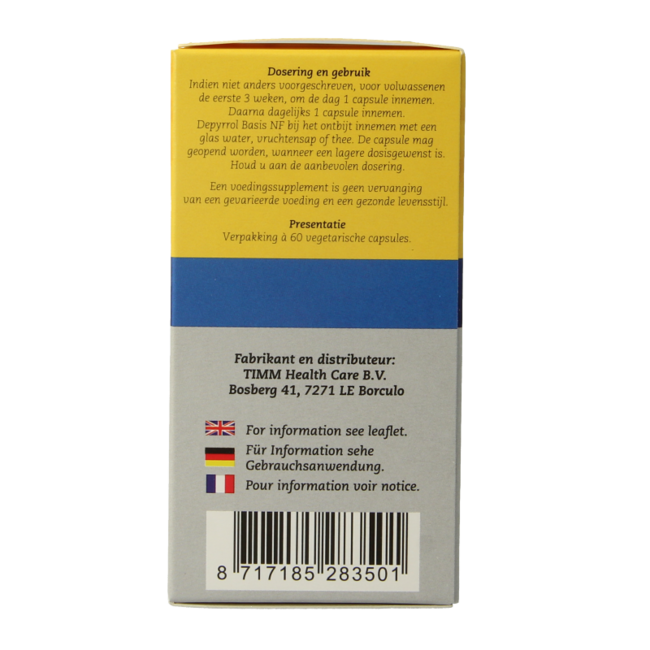 Dosering en gebruik
Indien niet anders voorgeschreven, voor volwassenen
de eerste 3 weken, om de dag 1 capsule innemen.
Daarna dagelijks 1 capsule innemen.
Depyrrol Basis NF bij het ontbijt innemen met een
glas water, vruchtensap of thee. De capsule mag
geopend worden, wanneer een lagere dosisgewenst is.
Houd u aan de aanbevolen dosering.
Een voedingssupplement is geen vervanging
van een gevarieerde voeding en een gezonde levensstijl.
Presentatie
Verpakking à 60 vegetarische capsules.
Fabrikant en distributeur:
TIMM Health Care B.V.
Bosberg 41, 7271 LE Borculo
For information see leaflet.
Für Information sehe
Gebrauchsanwendung.
Pour information voir notice.
8 717185 283501